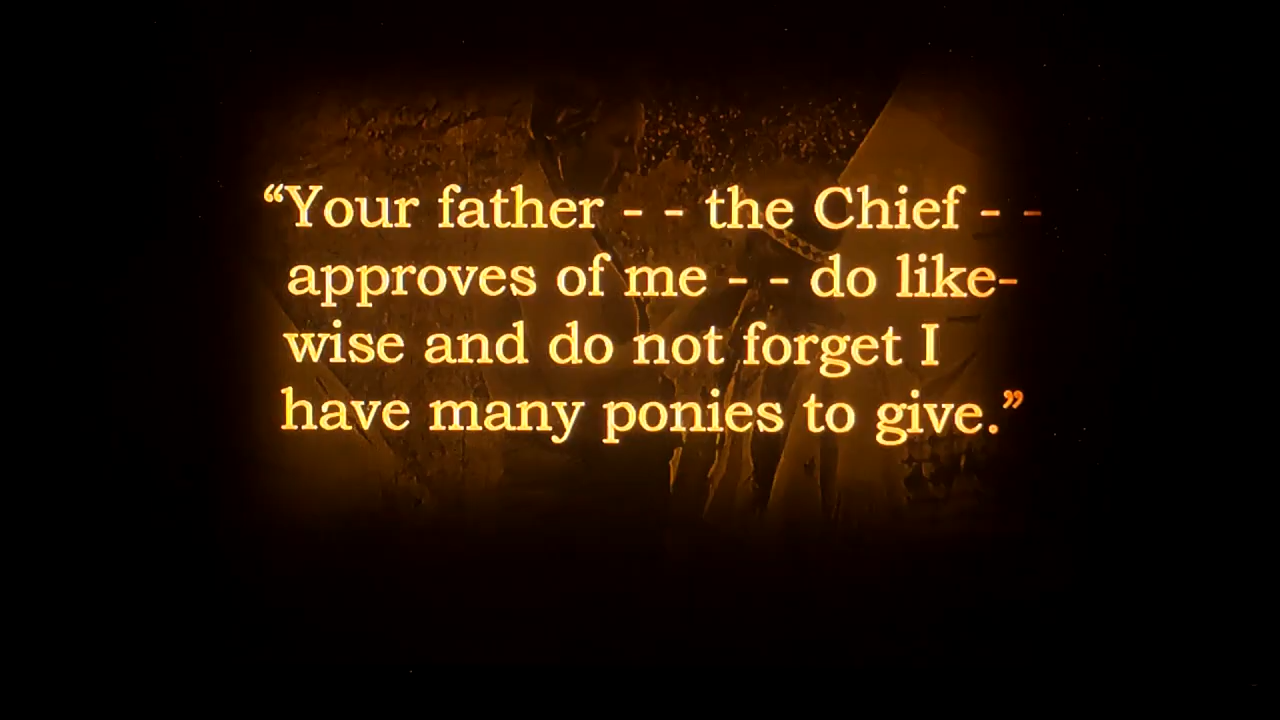 “Your father - - the Chief - -
approves of me - - do like-
wise and do not forget I
have many ponies to give.”